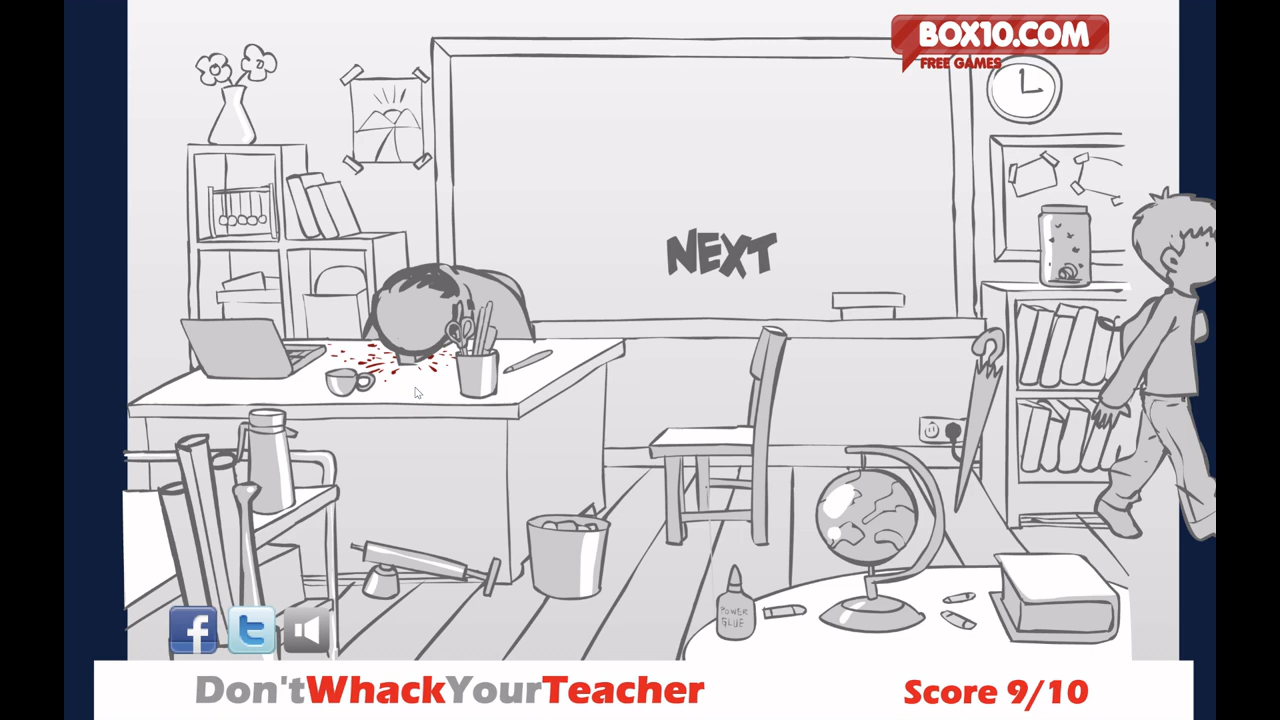 BOX10.COM
FREE GAMES
NEXT
POWER
GLUE
Don'tWhackYourTeacher
Score 9/10